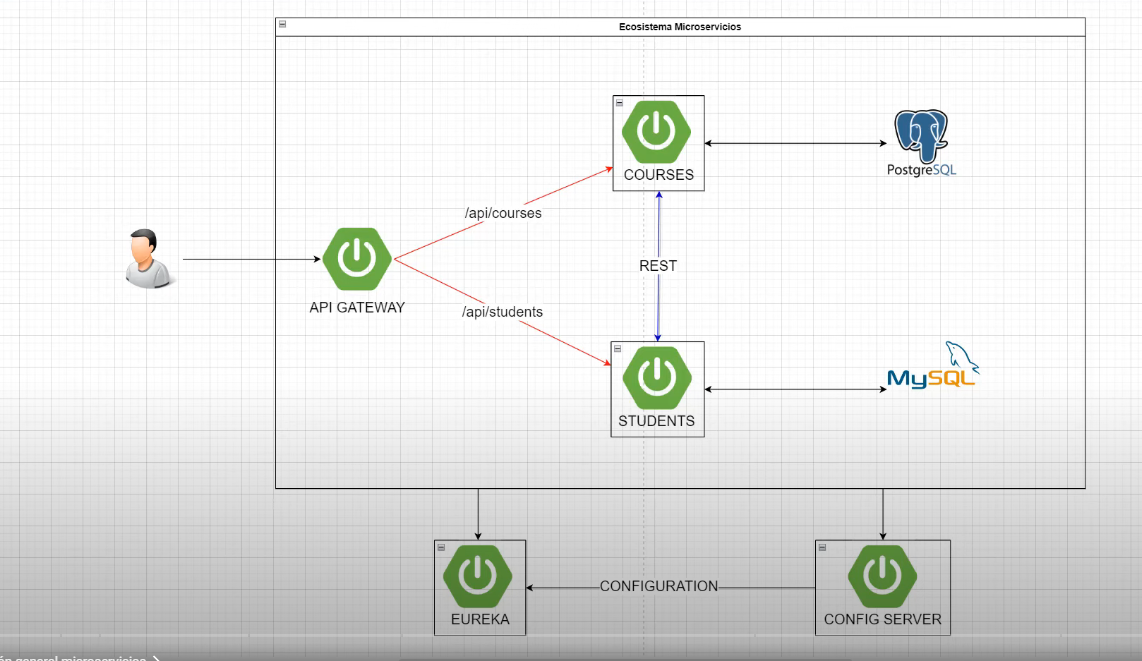 Ecosistema Microservicios
COURSES
PostgreSQL
/api/courses
REST
API GATEWAY
/api/students
MySQL
STUDENTS
CONFIGURATION
EUREKA
CONFIG SERVER
general microservicios